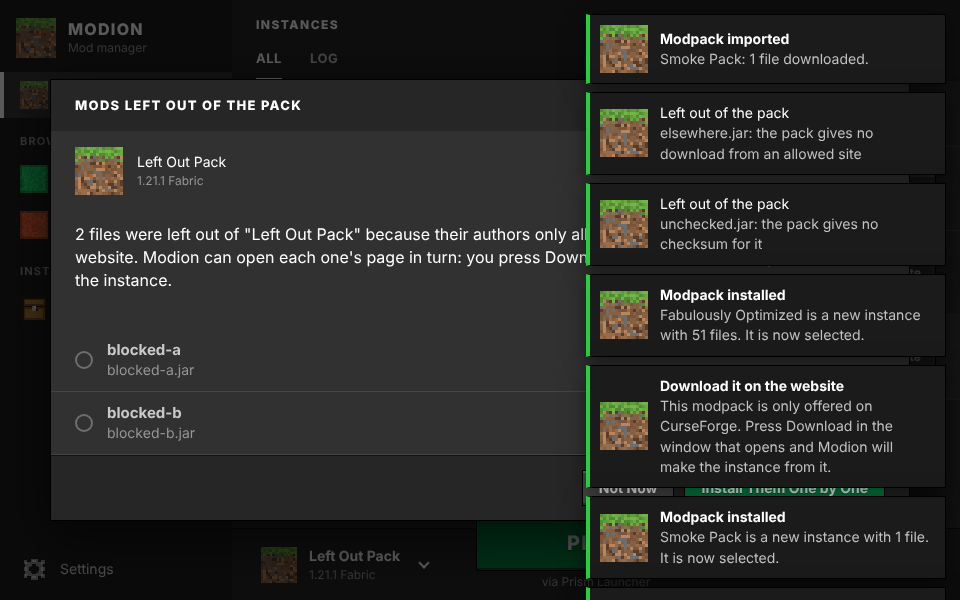 MODION
Mod manager
INSTANCES
ALL LOG
BROW
INST
MODS LEFT OUT OF THE PACK
Left Out Pack
1.21.1 Fabric
2 files were left out of "Left Out Pack" because their authors only all
website. Modion can open each one's page in turn: you press Down
the instance.
blocked-a
blocked-a.jar
blocked-b
blocked-b.jar
Not Now
Install Them One by One
Settings
Left Out Pack
1.21.1 Fabric
via Prism Launcher
Modpack imported
Smoke Pack: 1 file downloaded.
Left out of the pack
elsewhere.jar: the pack gives no
download from an allowed site
Left out of the pack
unchecked.jar: the pack gives no
checksum for it
Modpack installed
Fabulously Optimized is a new instance
with 51 files. It is now selected.
Download it on the website
This modpack is only offered on
CurseForge. Press Download in the
window that opens and Modion will
make the instance from it.
Modpack installed
Smoke Pack is a new instance with 1 file.
It is now selected.